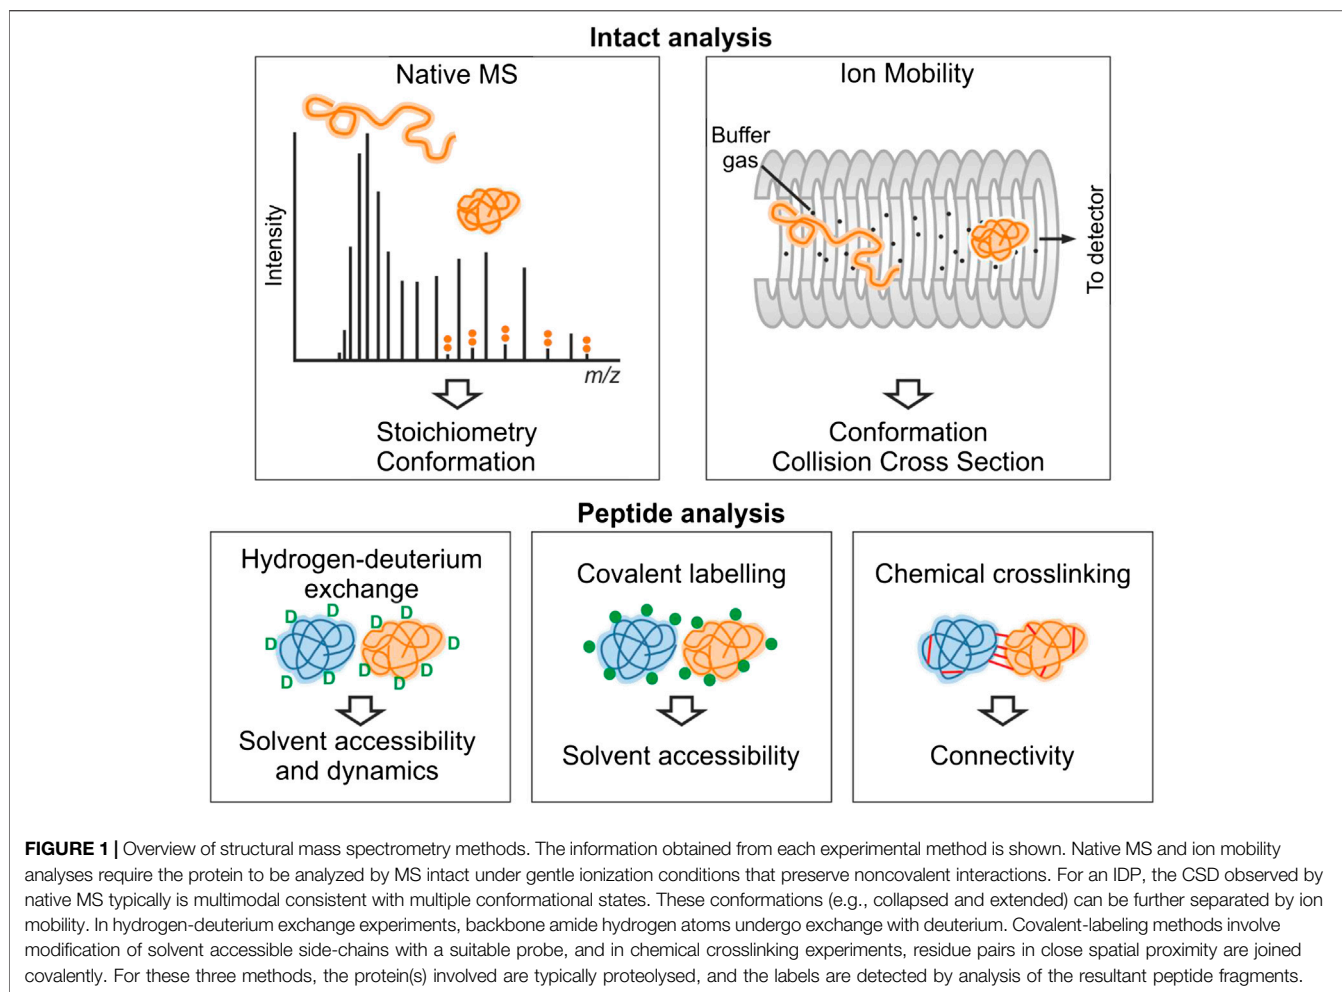 Intact analysis
Native MS
Intensity
m/z
Stoichiometry
Conformation
Ion Mobility
Buffer
gas
To detector
Conformation
Collision Cross Section
Peptide analysis
Hydrogen-deuterium
exchange
D D D D D D D D D D D
Solvent accessibility
and dynamics
Covalent labelling
Solvent accessibility
Chemical crosslinking
Connectivity
FIGURE 1 | Overview of structural mass spectrometry methods. The information obtained from each experimental method is shown. Native MS and ion mobility
analyses require the protein to be analyzed by MS intact under gentle ionization conditions that preserve noncovalent interactions. For an IDP, the CSD observed by
native MS typically is multimodal consistent with multiple conformational states. These conformations (e.g., collapsed and extended) can be further separated by ion
mobility. In hydrogen-deuterium exchange experiments, backbone amide hydrogen atoms undergo exchange with deuterium. Covalent-labeling methods involve
modification of solvent accessible side-chains with a suitable probe, and in chemical crosslinking experiments, residue pairs in close spatial proximity are joined
covalently. For these three methods, the protein(s) involved are typically proteolysed, and the labels are detected by analysis of the resultant peptide fragments.